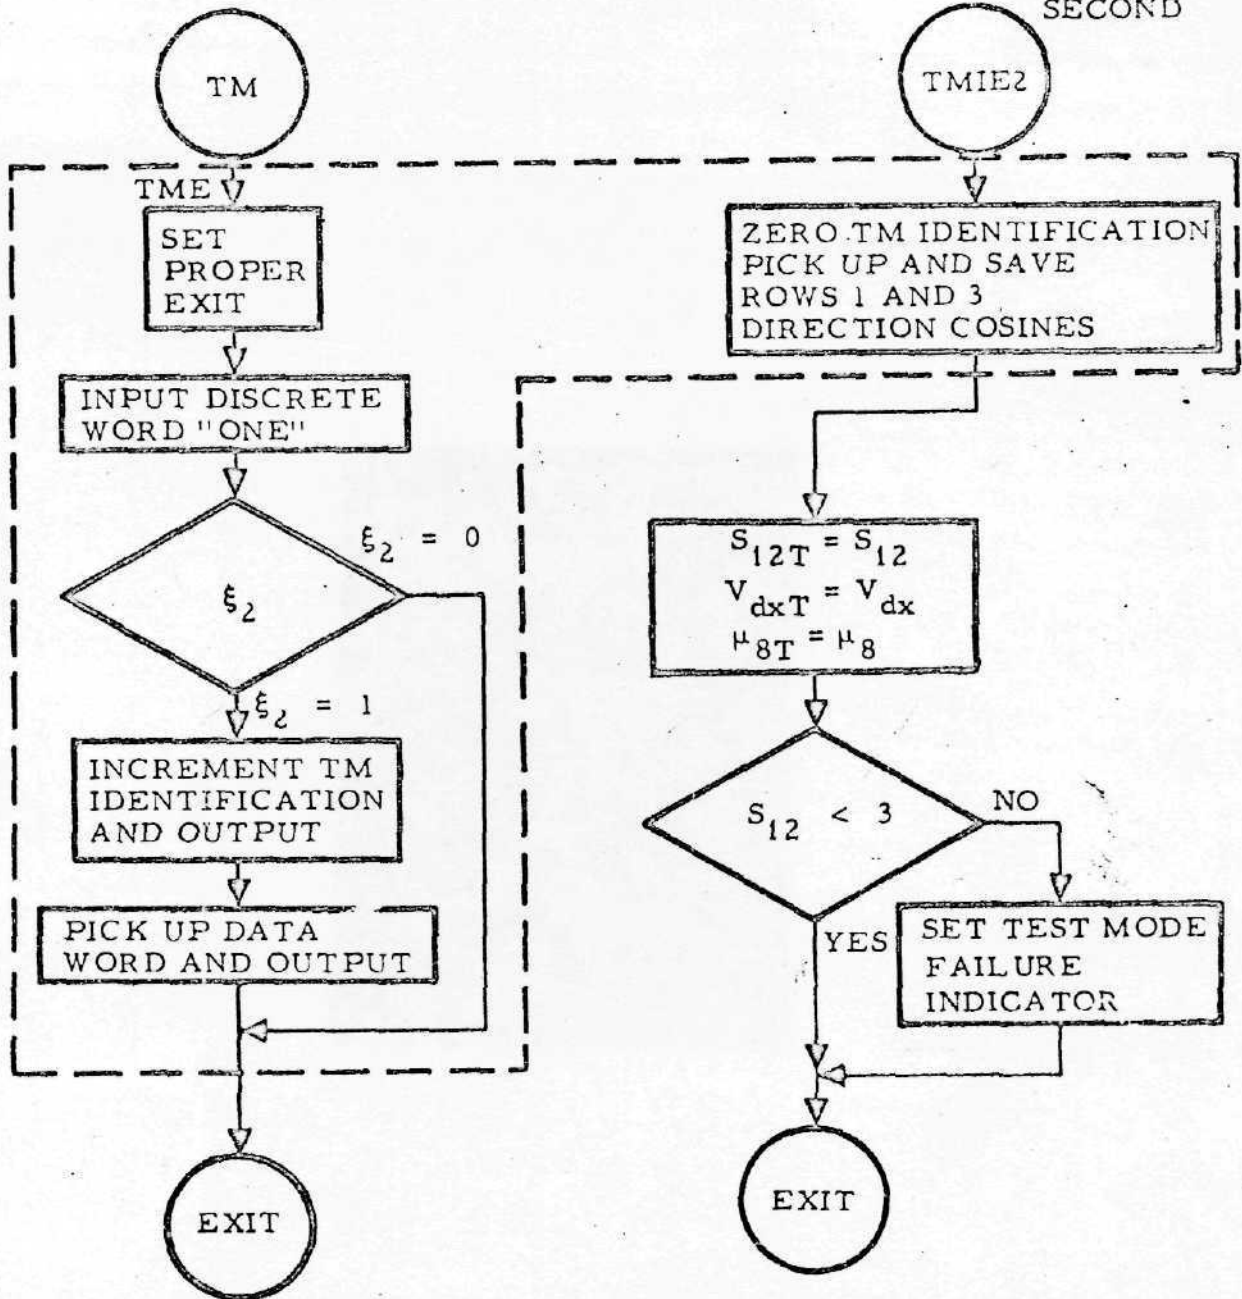 SECOND
TM
TMIE2
TME
SET
PROPER
EXIT
INPUT DISCRETE
WORD "ONE"
ξ₂ = 0
ξ₂
ξ₂ = 1
INCREMENT TM
IDENTIFICATION
AND OUTPUT
PICK UP DATA
WORD AND OUTPUT
EXIT
ZERO TM IDENTIFICATION
PICK UP AND SAVE
ROWS 1 AND 3
DIRECTION COSINES
S₁₂T = S₁₂
VdxT = Vdx
μ₈T = μ₈
S₁₂ < 3
NO
YES
SET TEST MODE
FAILURE
INDICATOR
EXIT